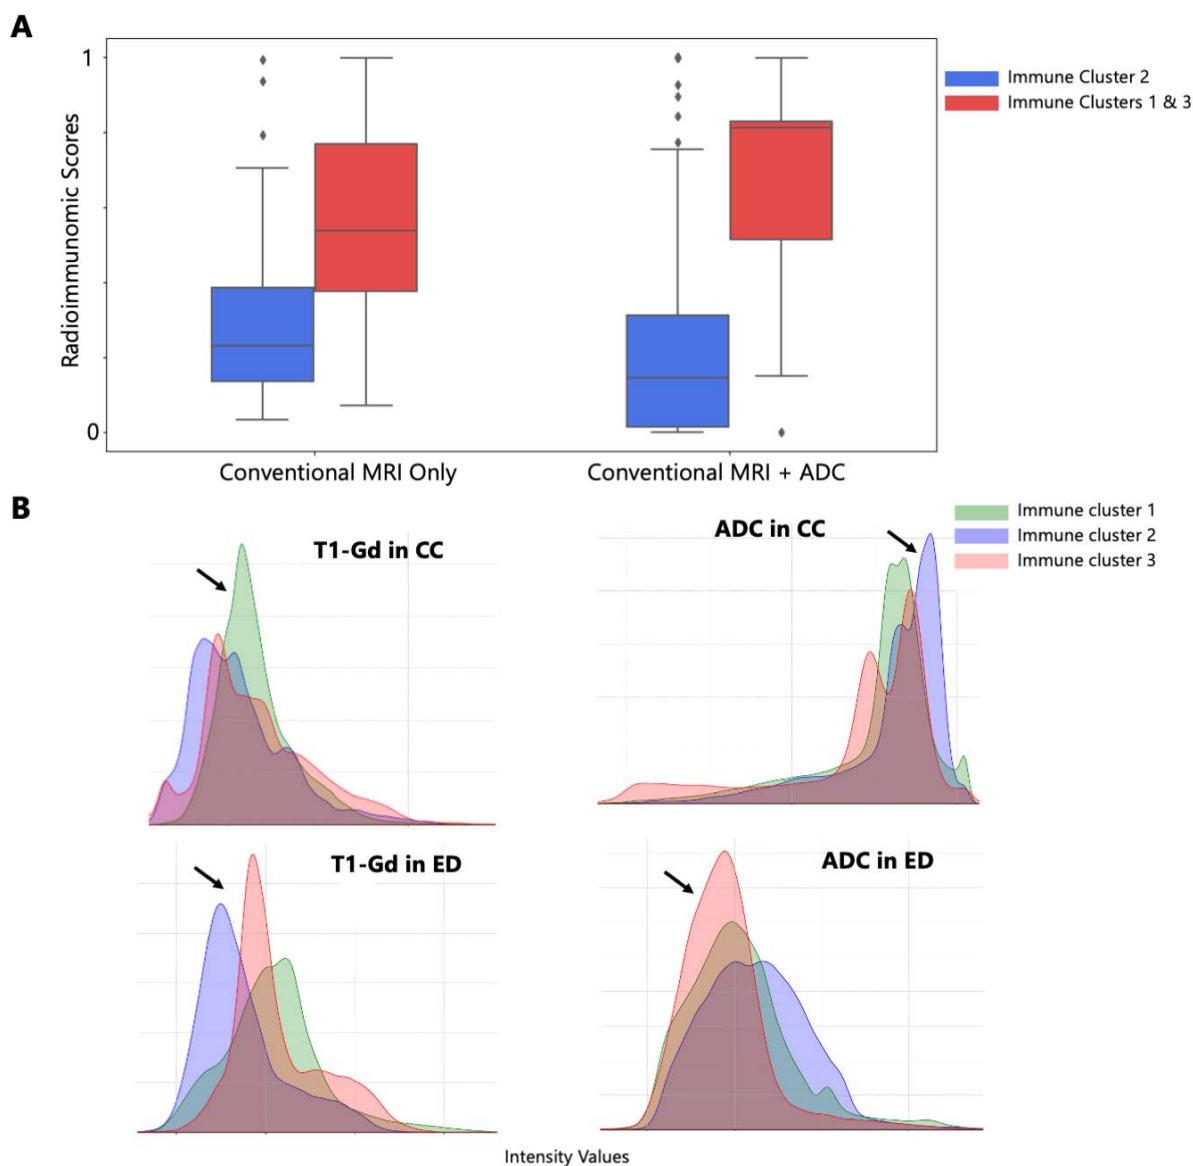 A
1
Radioimmunomic Scores
0
Conventional MRI Only
Conventional MRI + ADC
Immune Cluster 2
Immune Clusters 1 & 3
B
T1-Gd in CC
ADC in CC
Immune cluster 1
Immune cluster 2
Immune cluster 3
T1-Gd in ED
ADC in ED
Intensity Values